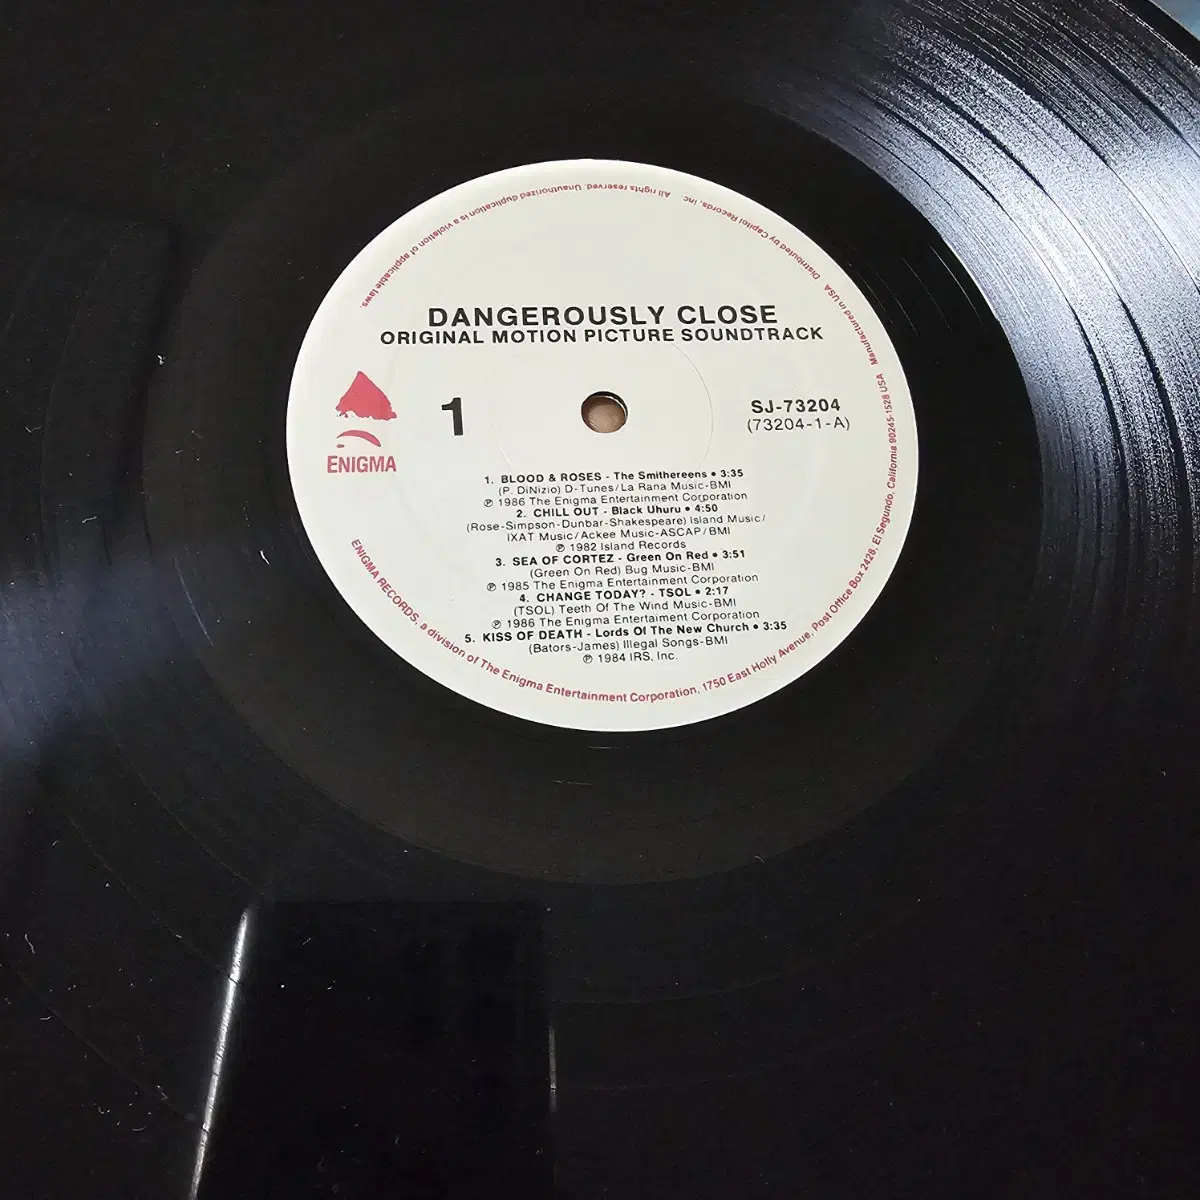 DANGEROUSLY CLOSE
ORIGINAL MOTION PICTURE SOUNDTRACK
ENIGMA
1
SJ-73204
(73204-1-A)
1. BLOOD & ROSES - The Smithereens • 3:35
(P. DiNizio) D-Tunes/La Rana Music-BMI
℗ 1986 The Enigma Entertainment Corporation
2. CHILL OUT - Black Uhuru • 4:50
(Rose-Simpson-Dunbar-Shakespeare) Island Music/
IXAT Music/Ackee Music-ASCAP/BMI
℗ 1982 Island Records
3. SEA OF CORTEZ - Green On Red • 3:51
(Green On Red) Bug Music-BMI
℗ 1985 The Enigma Entertainment Corporation
4. CHANGE TODAY? - TSOL • 2:17
(TSOL) Teeth Of The Wind Music-BMI
℗ 1986 The Enigma Entertainment Corporation
5. KISS OF DEATH - Lords Of The New Church • 3:35
(Bators-James) Illegal Songs-BMI
℗ 1984 IRS, Inc.
ENIGMA RECORDS, a division of The Enigma Entertainment Corporation, 1750 East Holly Avenue, Post Office Box 2428, El Segundo, California 90245-1528 USA Manufactured in USA Distributed by Capitol Records, Inc. All rights reserved. Unauthorized duplication is a violation of applicable laws.